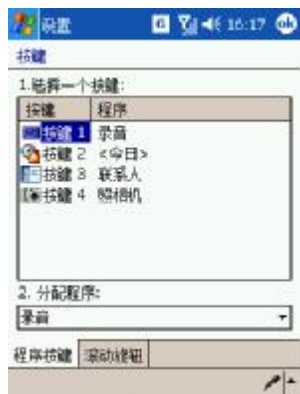 设置 G 16:17 ok
按键
1.选择一个按键:
按键 程序
按键 1 录音
按键 2 <今日>
按键 3 联系人
按键 4 照相机
2. 分配程序:
录音
程序按键 滚动按钮